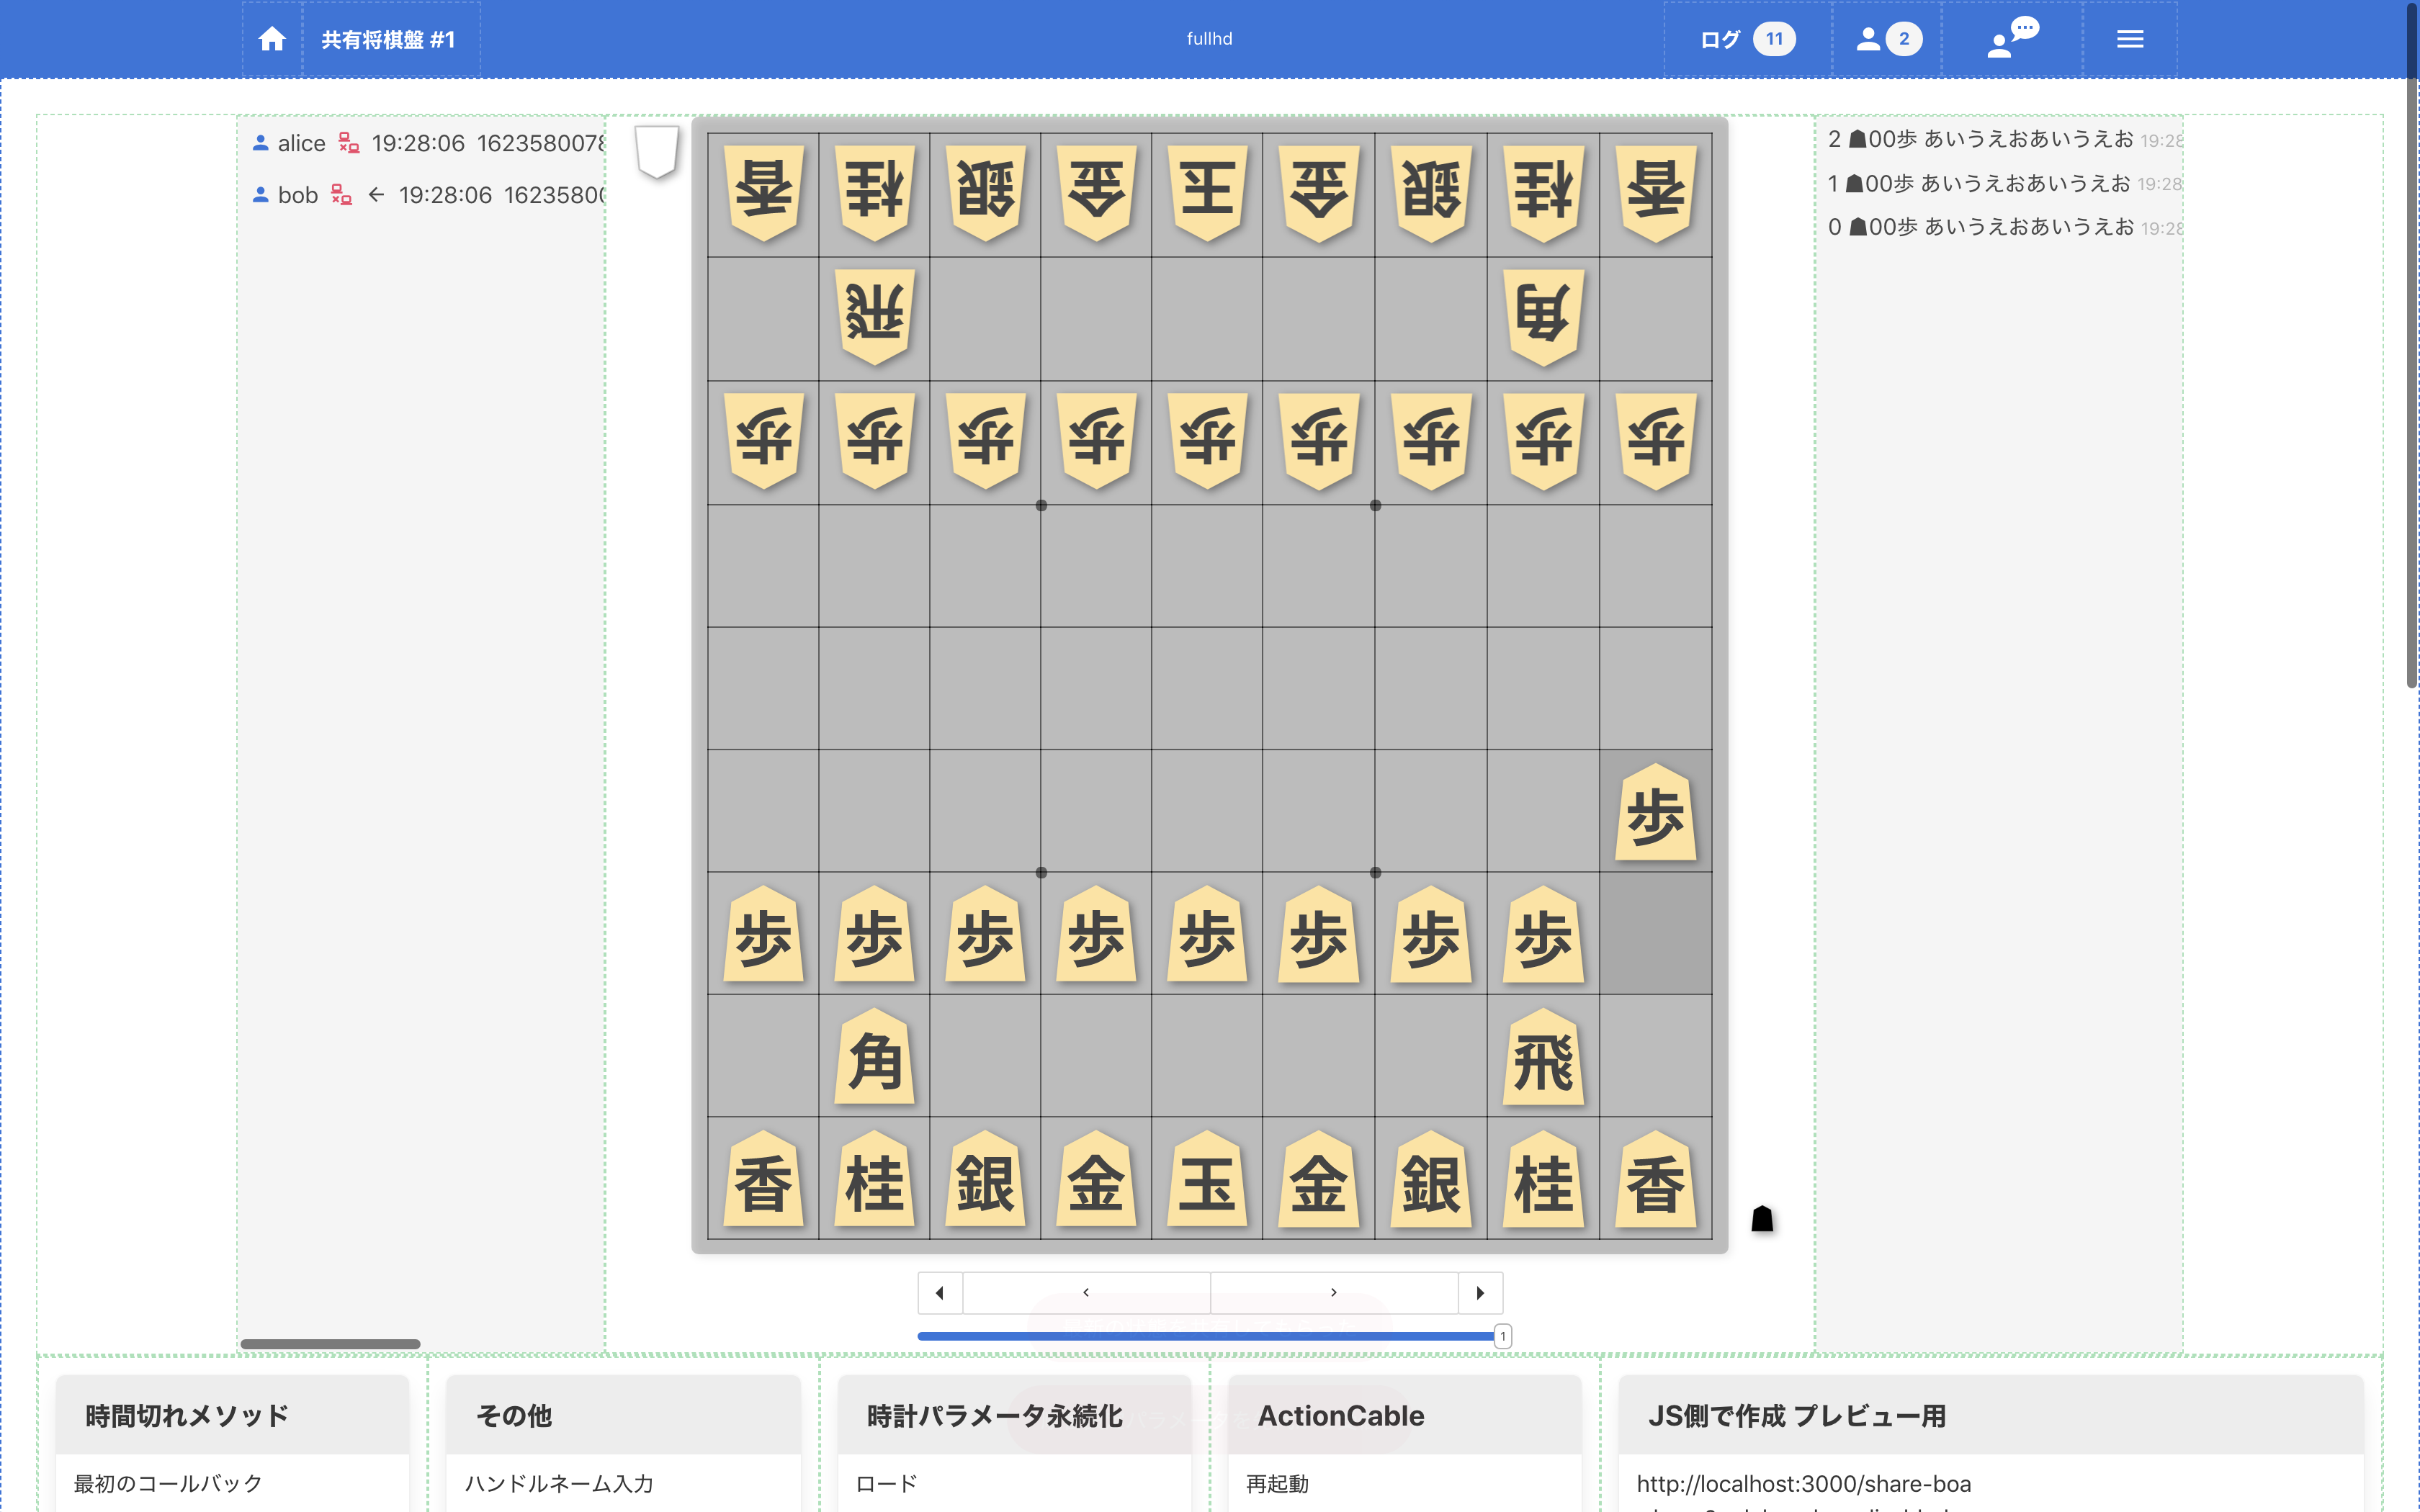 共有将棋盤 #1
fullhd
ログ 11
2
alice 19:28:06 1623580078
bob ← 19:28:06 1623580
香 桂 銀 金 玉 金 銀 桂 香
飛 角
歩 歩 歩 歩 歩 歩 歩 歩 歩
歩
歩 歩 歩 歩 歩 歩 歩 歩
角 飛
香 桂 銀 金 玉 金 銀 桂 香
1
2 ☗00歩 あいうえおあいうえお 19:28
1 ☗00歩 あいうえおあいうえお 19:28
0 ☗00歩 あいうえおあいうえお 19:28
時間切れメソッド
最初のコールバック
その他
ハンドルネーム入力
時計パラメータ永続化
ロード
ActionCable
再起動
JS側で作成 プレビュー用
http://localhost:3000/share-boa